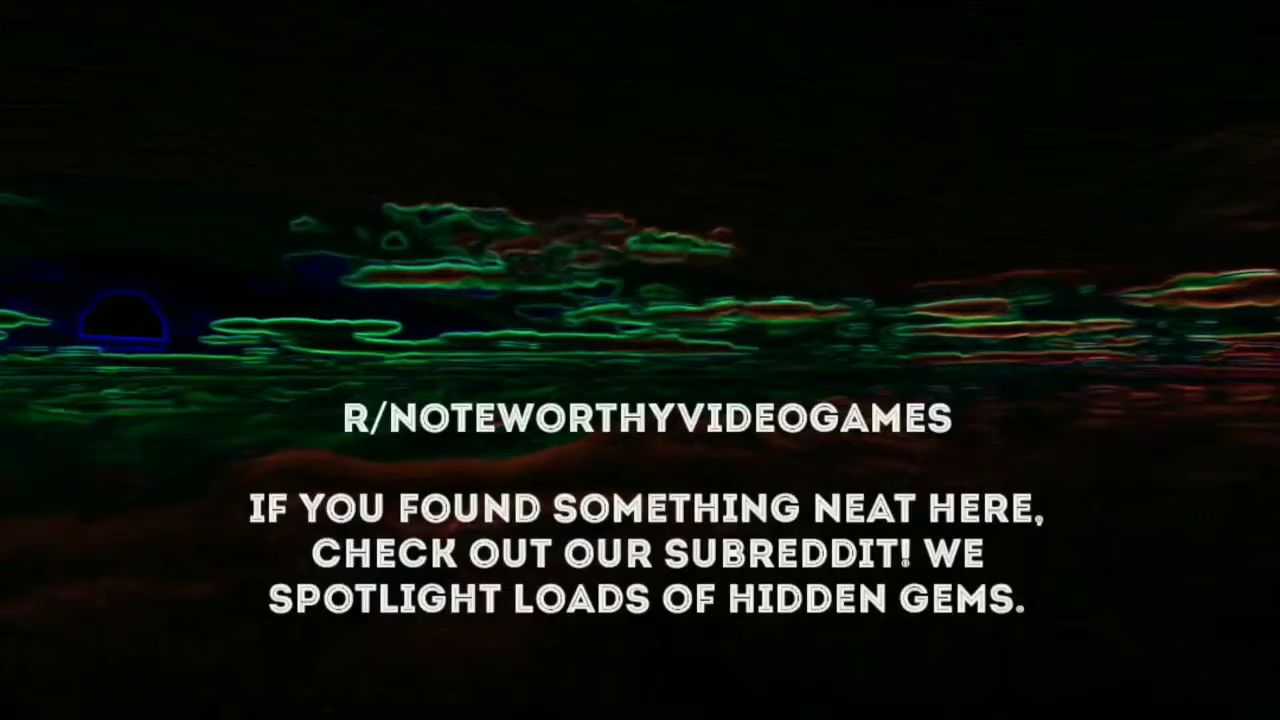 R/NOTEWORTHYVIDEOGAMES
IF YOU FOUND SOMETHING NEAT HERE,
CHECK OUT OUR SUBREDDIT! WE
SPOTLIGHT LOADS OF HIDDEN GEMS.